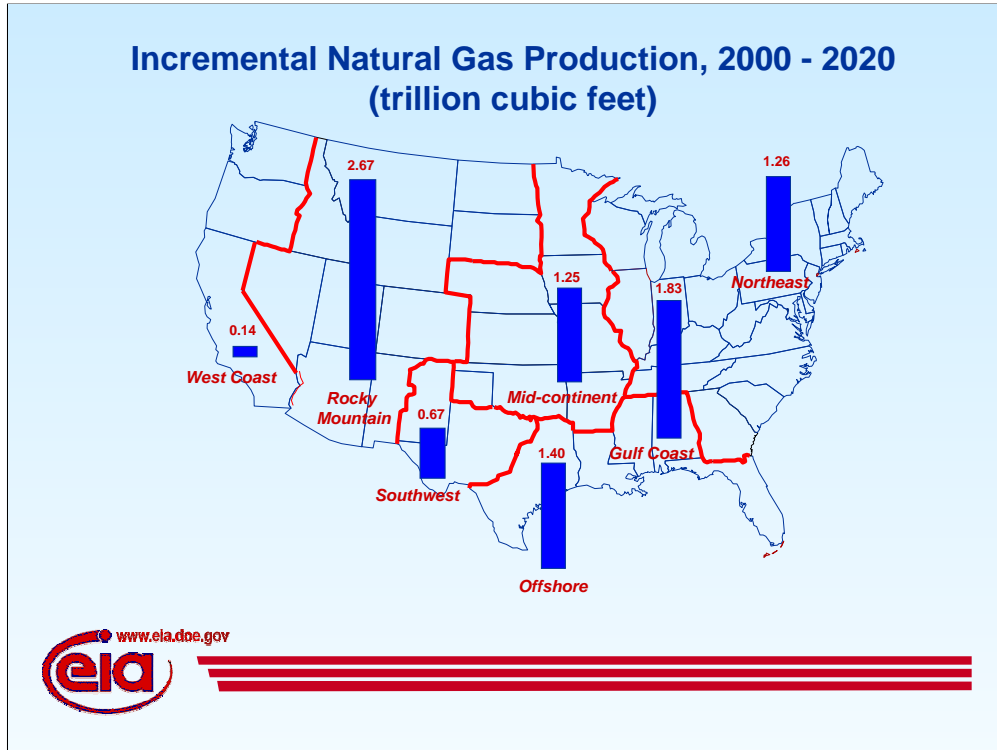 Incremental Natural Gas Production, 2000 - 2020
(trillion cubic feet)
2.67
1.26
Northeast
1.25
1.83
0.14
West Coast
Rocky
Mountain
Mid-continent
0.67
Gulf Coast
1.40
Southwest
Offshore
www.eia.doe.gov
eia